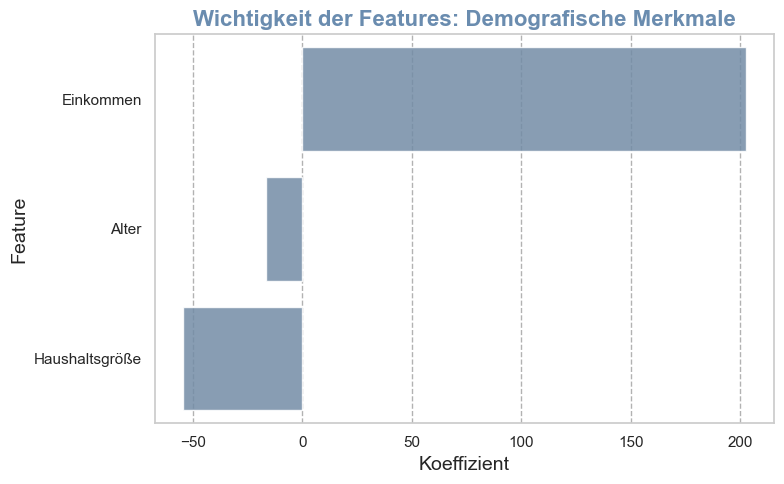 Wichtigkeit der Features: Demografische Merkmale
Einkommen
Alter
Haushaltsgröße
Feature
−50
0
50
100
150
200
Koeffizient